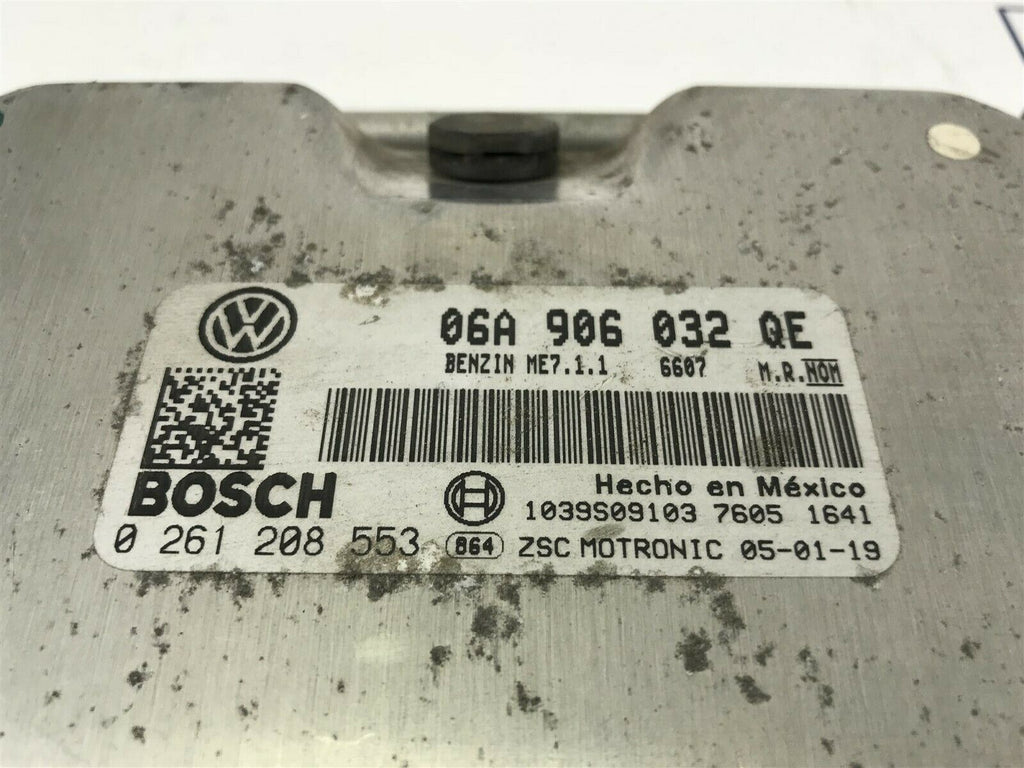 06A 906 032 QE
BENZIN ME7.1.1 6607 M.R.NOM
BOSCH
Hecho en México
1039S09103 7605 1641
0 261 208 553 864 ZSC MOTRONIC 05-01-19